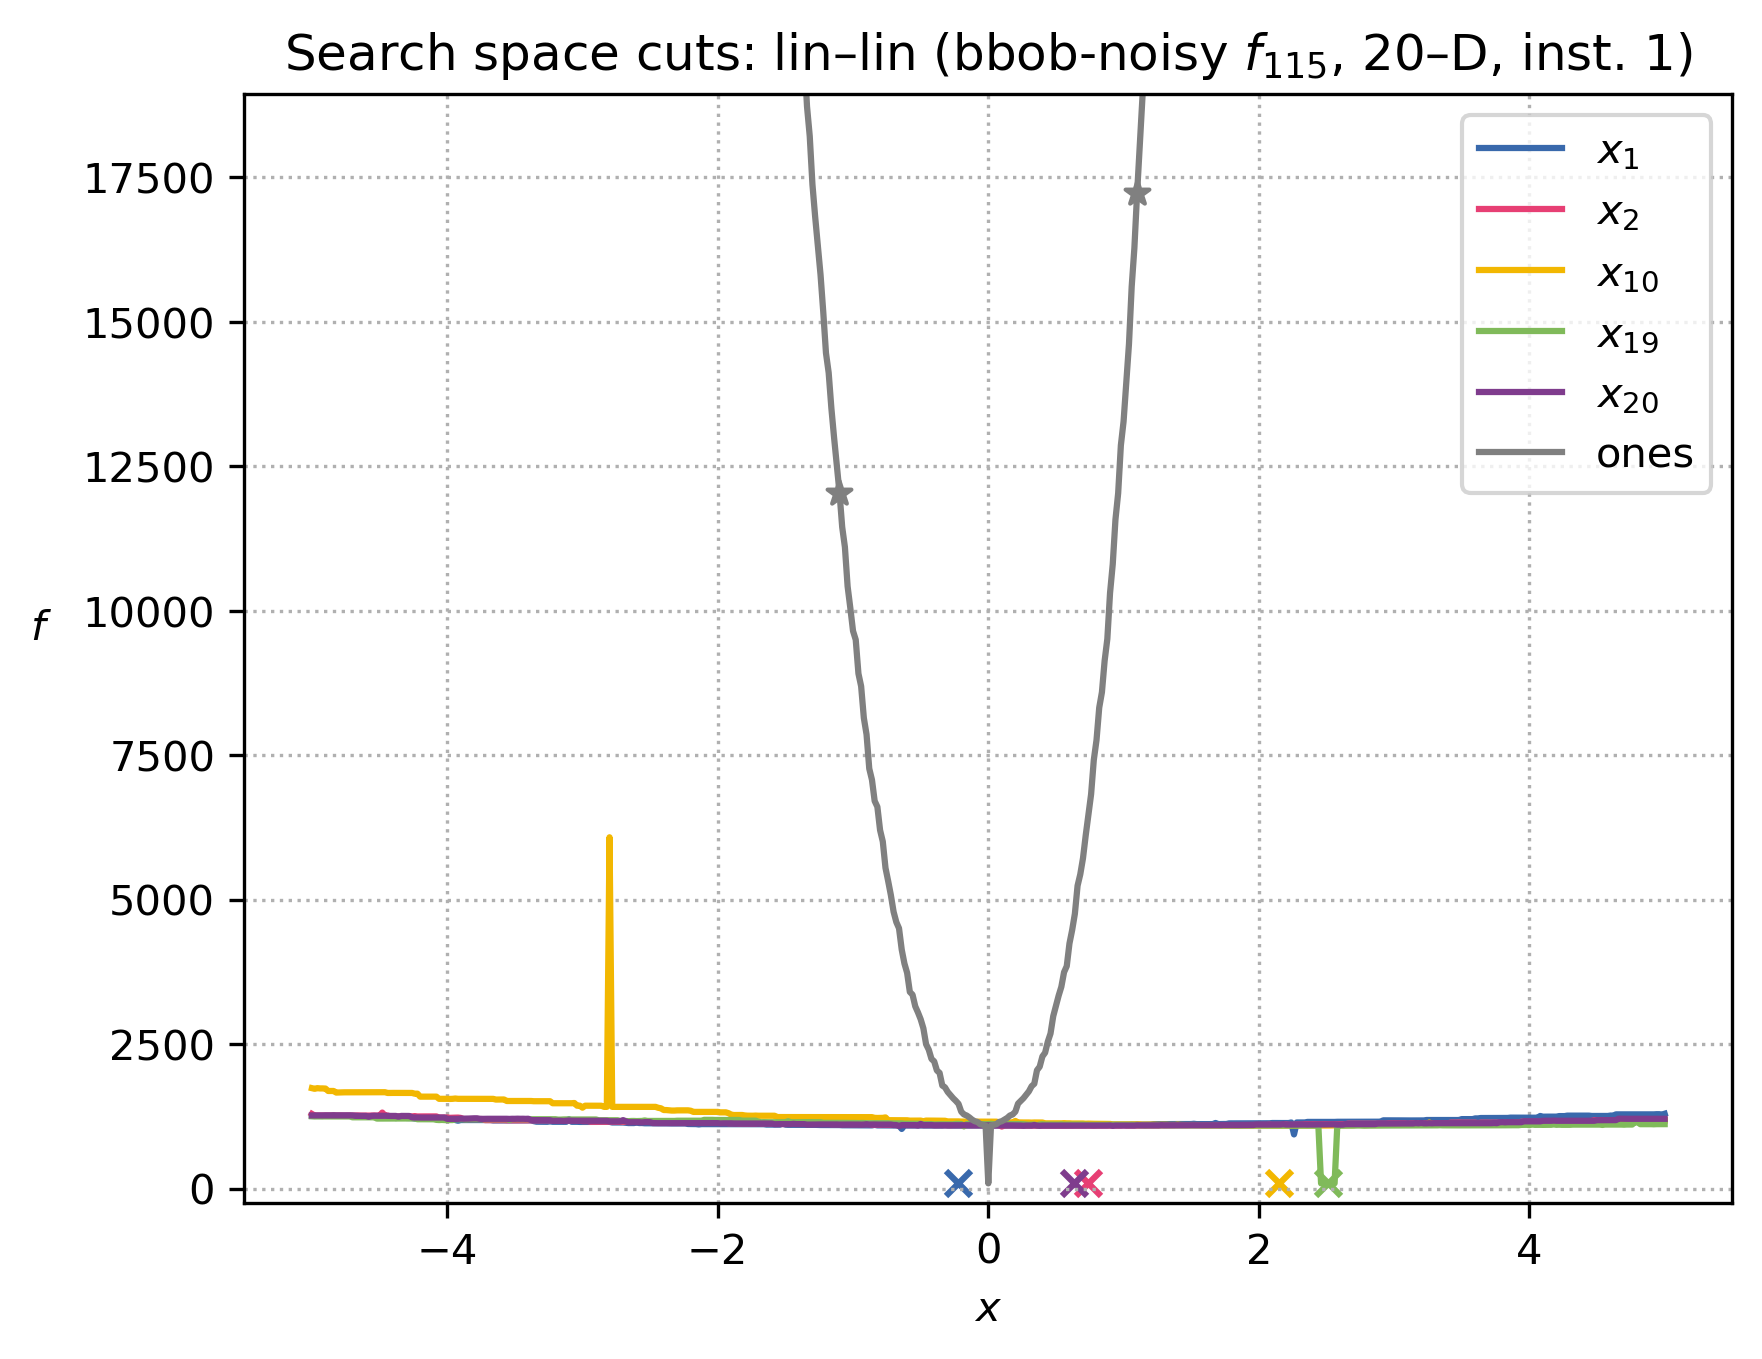 Search space cuts: lin–lin (bbob-noisy f115, 20–D, inst. 1)
17500
15000
12500
10000
7500
5000
2500
0
f
−4
−2
0
2
4
x
x1
x2
x10
x19
x20
ones